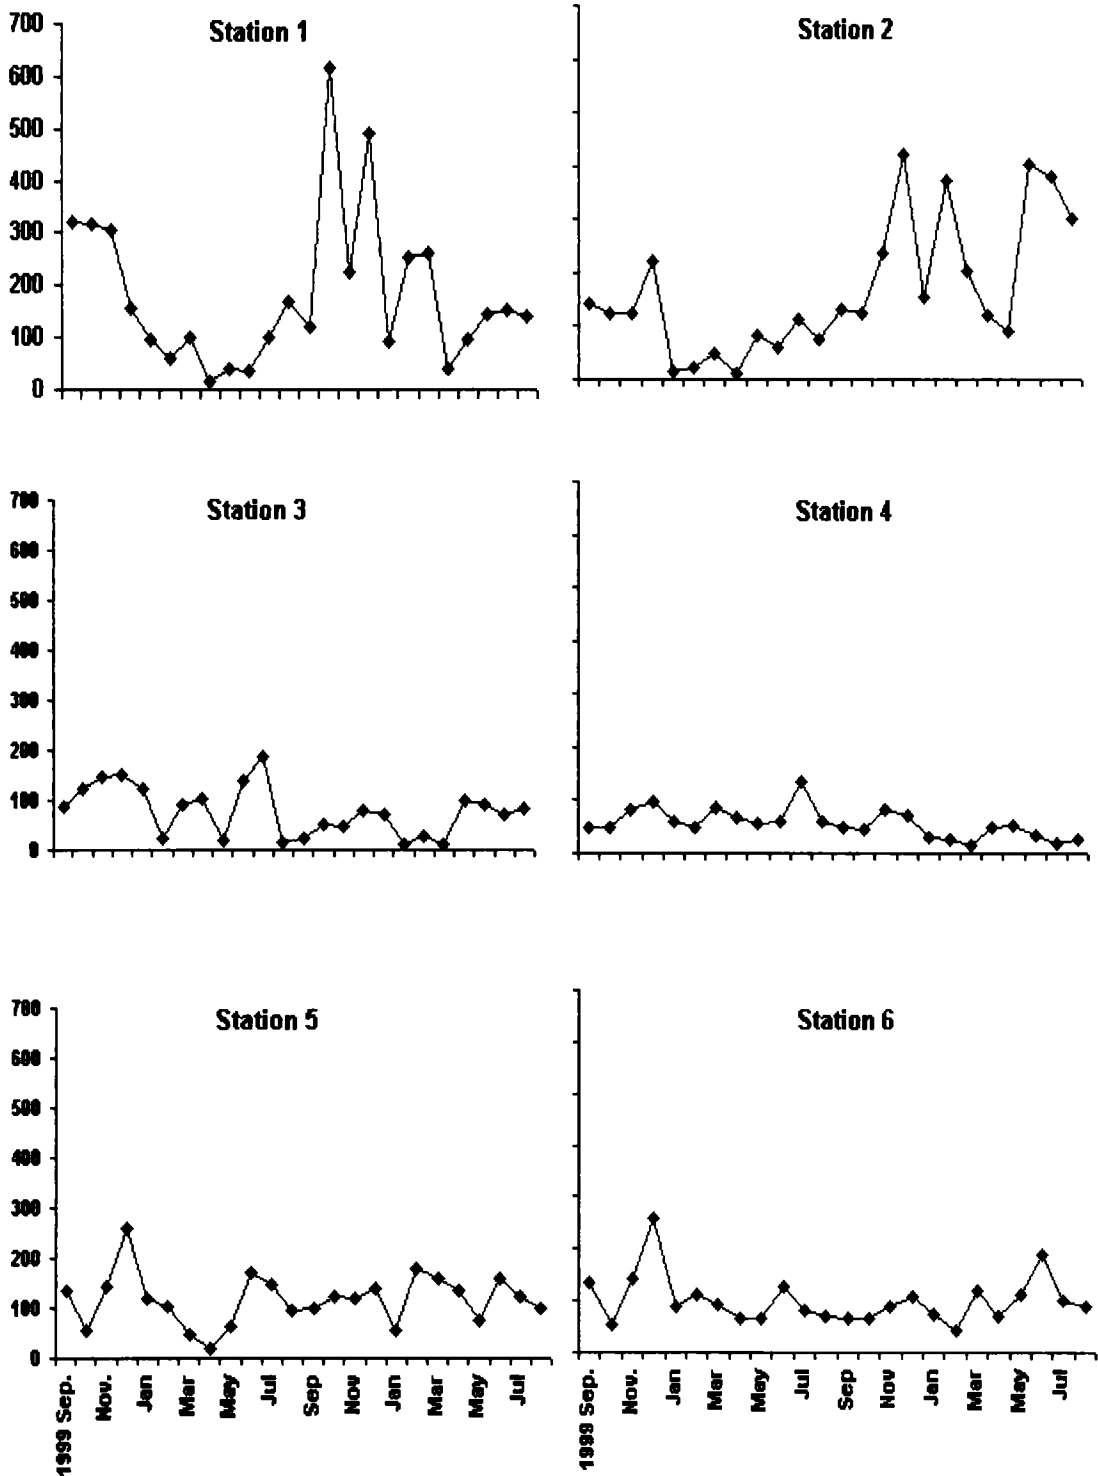 Station 1
700
600
500
400
300
200
100
0
Station 2
Station 3
700
600
500
400
300
200
100
0
Station 4
Station 5
700
600
500
400
300
200
100
0
1999 Sep.
Nov.
Jan
Mar
May
Jul
Sep
Nov
Jan
Mar
May
Jul
Station 6
1999 Sep.
Nov.
Jan
Mar
May
Jul
Sep
Nov
Jan
Mar
May
Jul